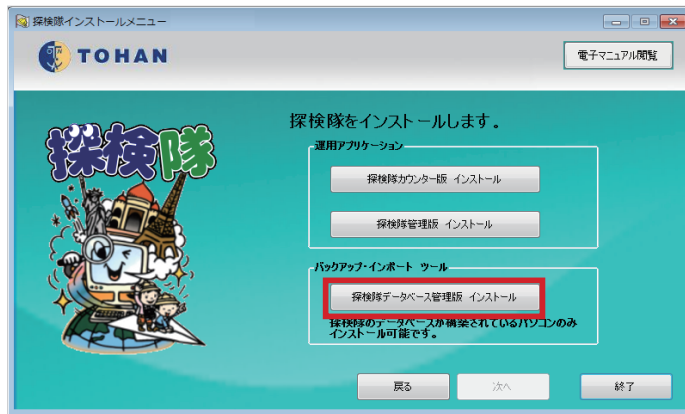 探検隊インストールメニュー
TOHAN
電子マニュアル閲覧
探検隊
探検隊をインストールします．
運用アプリケーション
探検隊カウンター版 インストール
探検隊管理版 インストール
バックアップ・インポート ツール
探検隊データベース管理版 インストール
探検隊のデータベースが構築されているパソコンのみ
インストール可能です。
戻る
次へ
終了